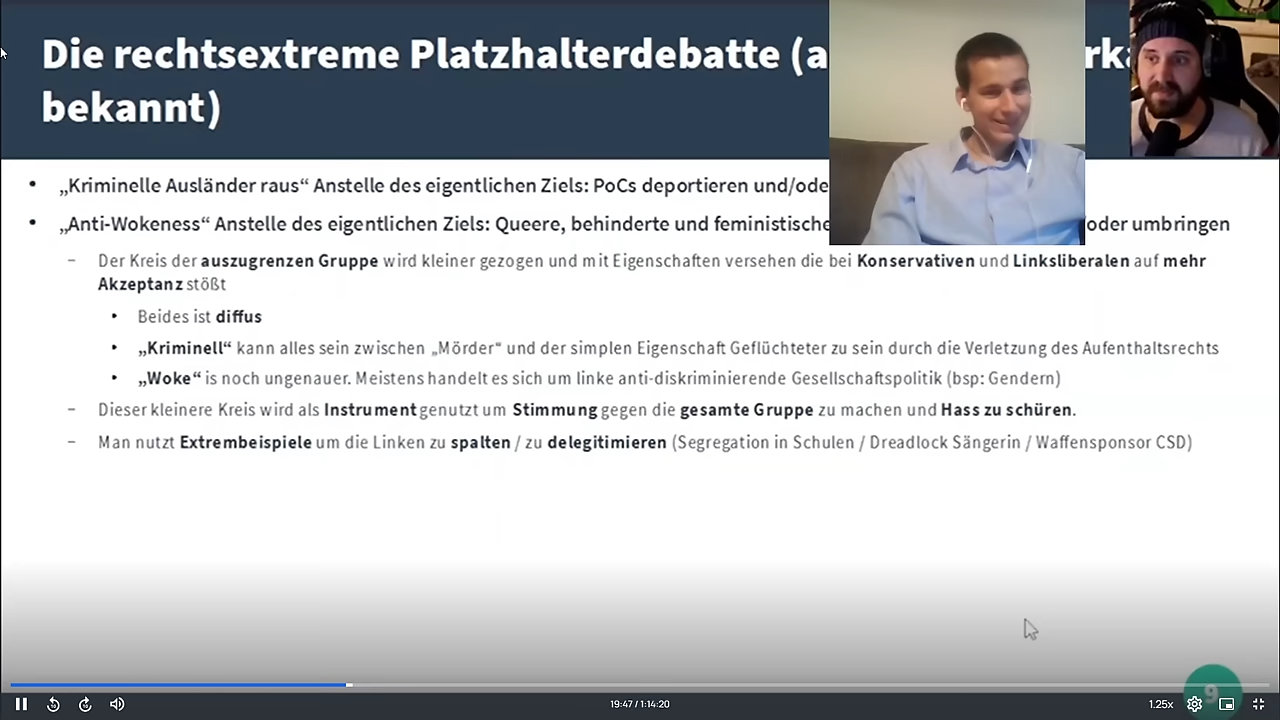 Die rechtsextreme Platzhalterdebatte (a
bekannt)
• „Kriminelle Ausländer raus“ Anstelle des eigentlichen Ziels: PoCs deportieren und/ode
• „Anti-Wokeness“ Anstelle des eigentlichen Ziels: Queere, behinderte und feministische oder umbringen
– Der Kreis der auszugrenzen Gruppe wird kleiner gezogen und mit Eigenschaften versehen die bei Konservativen und Linksliberalen auf mehr
Akzeptanz stößt
• Beides ist diffus
• „Kriminell“ kann alles sein zwischen „Mörder“ und der simplen Eigenschaft Geflüchteter zu sein durch die Verletzung des Aufenthaltsrechts
• „Woke“ is noch ungenauer. Meistens handelt es sich um linke anti-diskriminierende Gesellschaftspolitik (bsp: Gendern)
– Dieser kleinere Kreis wird als Instrument genutzt um Stimmung gegen die gesamte Gruppe zu machen und Hass zu schüren.
– Man nutzt Extrembeispiele um die Linken zu spalten / zu delegitimieren (Segregation in Schulen / Dreadlock Sängerin / Waffensponsor CSD)
9
19:47 / 1:14:20
1.25x